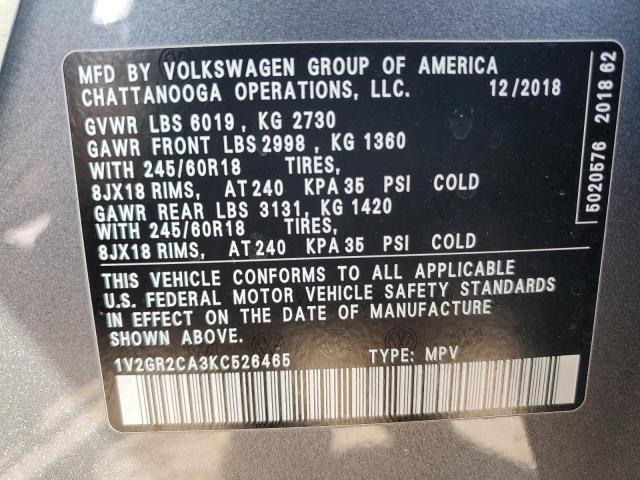 MFD BY VOLKSWAGEN GROUP OF AMERICA
CHATTANOOGA OPERATIONS, LLC. 12/2018
GVWR LBS 6019, KG 2730
GAWR FRONT LBS 2998, KG 1360
WITH 245/60R18 TIRES,
8JX18 RIMS, AT 240 KPA 35 PSI COLD
GAWR REAR LBS 3131, KG 1420
WITH 245/60R18 TIRES,
8JX18 RIMS, AT 240 KPA 35 PSI COLD
THIS VEHICLE CONFORMS TO ALL APPLICABLE
U.S. FEDERAL MOTOR VEHICLE SAFETY STANDARDS
IN EFFECT ON THE DATE OF MANUFACTURE
SHOWN ABOVE.
1V2GR2CA3KC526465 TYPE: MPV
5020576 2018 62